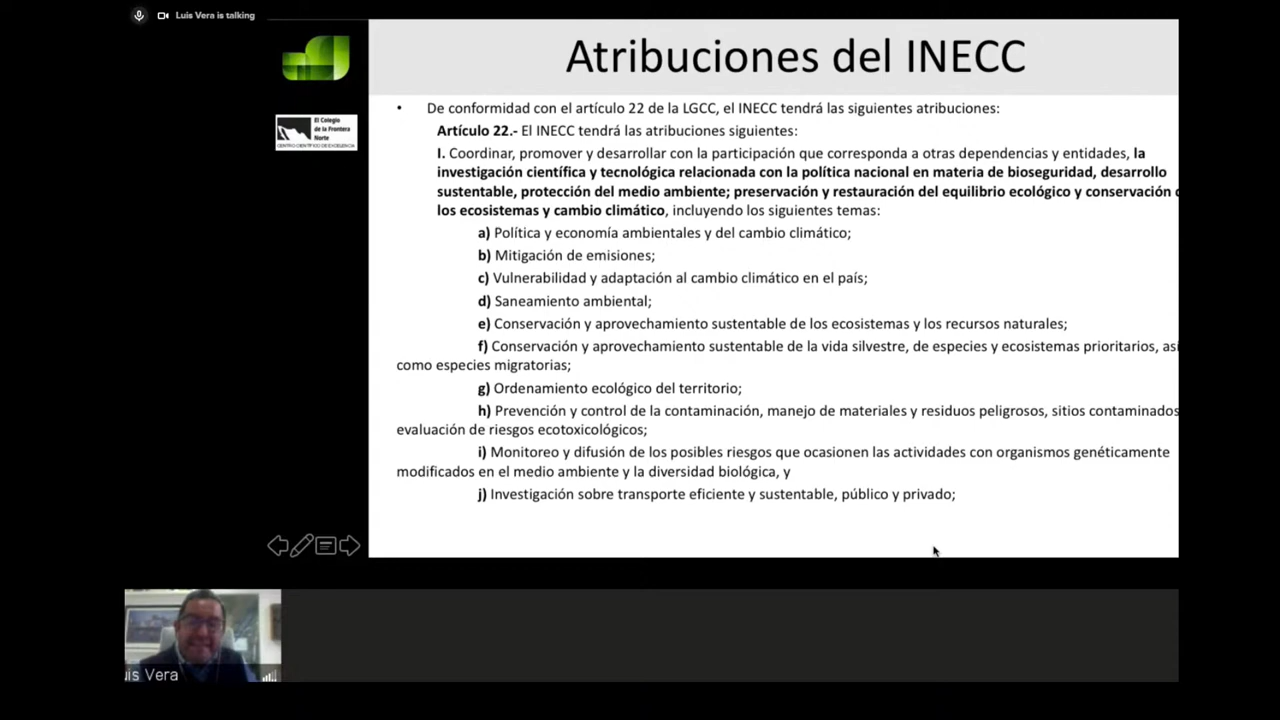 Luis Vera is talking
Atribuciones del INECC
El Colegio
de la Frontera
Norte
CENTRO CIENTÍFICO DE EXCELENCIA
• De conformidad con el artículo 22 de la LGCC, el INECC tendrá las siguientes atribuciones:
Artículo 22.- El INECC tendrá las atribuciones siguientes:
I. Coordinar, promover y desarrollar con la participación que corresponda a otras dependencias y entidades, la
investigación científica y tecnológica relacionada con la política nacional en materia de bioseguridad, desarrollo
sustentable, protección del medio ambiente; preservación y restauración del equilibrio ecológico y conservación
los ecosistemas y cambio climático, incluyendo los siguientes temas:
a) Política y economía ambientales y del cambio climático;
b) Mitigación de emisiones;
c) Vulnerabilidad y adaptación al cambio climático en el país;
d) Saneamiento ambiental;
e) Conservación y aprovechamiento sustentable de los ecosistemas y los recursos naturales;
f) Conservación y aprovechamiento sustentable de la vida silvestre, de especies y ecosistemas prioritarios, así
como especies migratorias;
g) Ordenamiento ecológico del territorio;
h) Prevención y control de la contaminación, manejo de materiales y residuos peligrosos, sitios contaminados
evaluación de riesgos ecotoxicológicos;
i) Monitoreo y difusión de los posibles riesgos que ocasionen las actividades con organismos genéticamente
modificados en el medio ambiente y la diversidad biológica, y
j) Investigación sobre transporte eficiente y sustentable, público y privado;
uis Vera